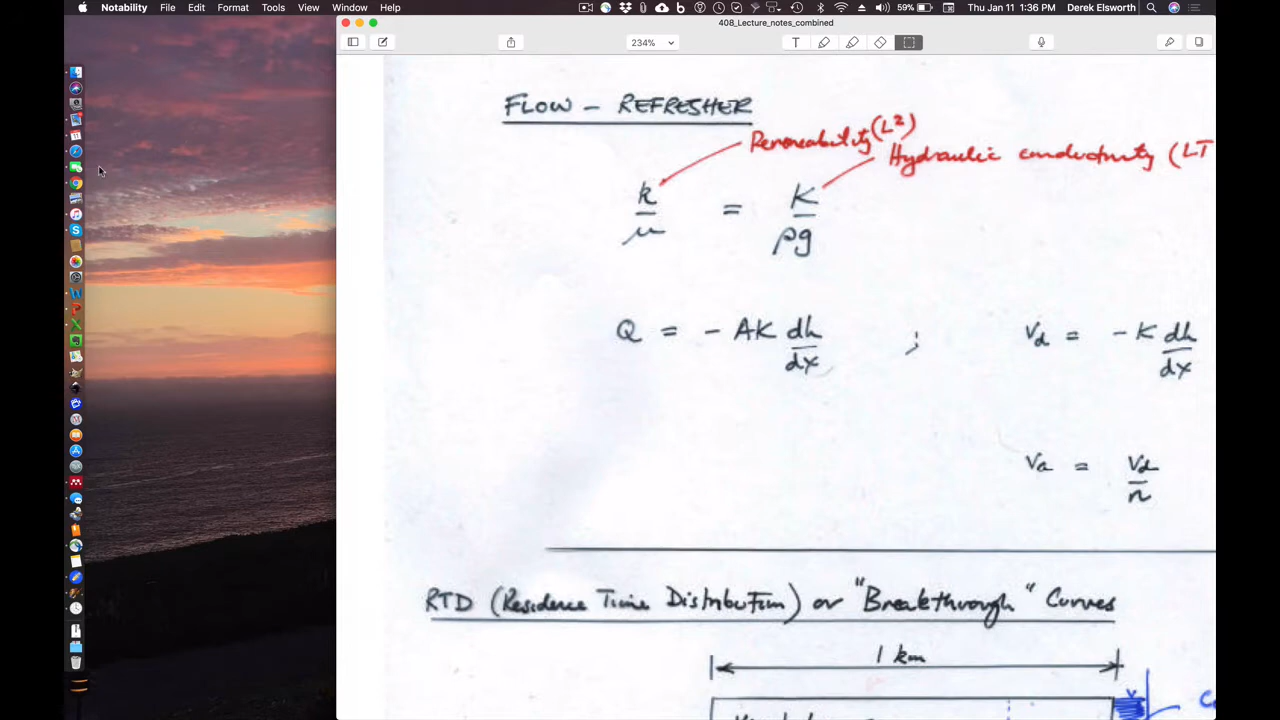 Notability File Edit Format Tools View Window Help 59% Thu Jan 11 1:36 PM Derek Elsworth
408_Lecture_notes_combined
234% T
FLOW - REFRESHER
Permeability (L²)
Hydraulic conductivity (LT
k/μ = K/ρg
Q = - AK dh/dx ; Vd = - K dh/dx
Va = Vd/n
RTD (Residence Time Distribution) or "Breakthrough" Curves
1 km